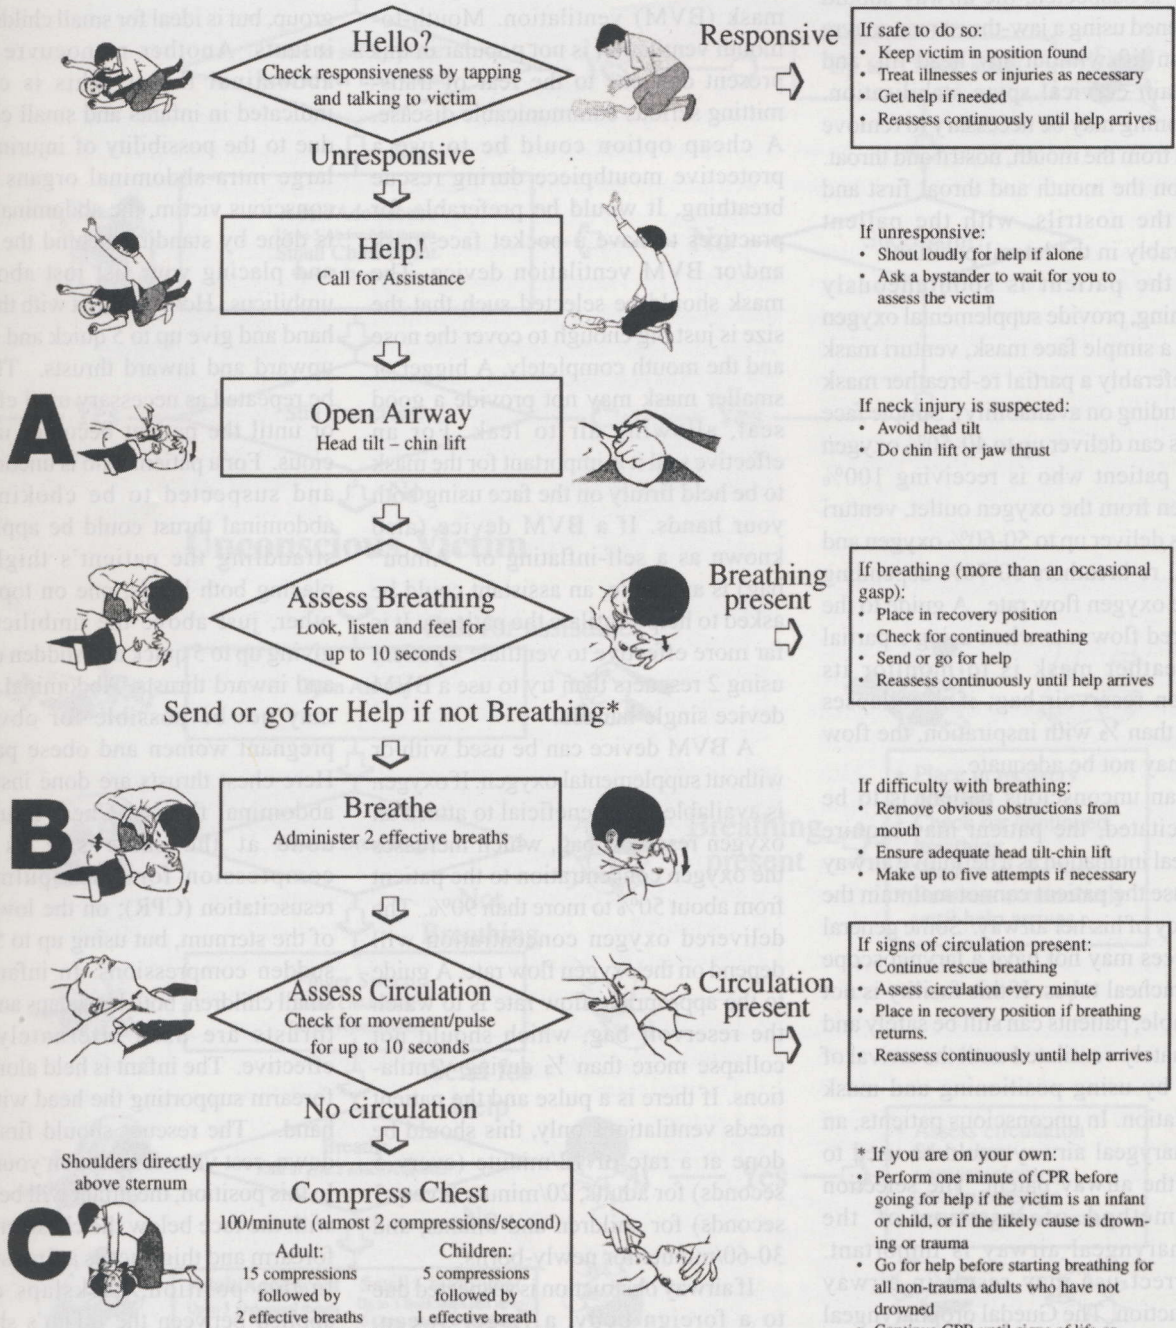 Hello?
Check responsiveness by tapping
and talking to victim
Responsive
If safe to do so:
• Keep victim in position found
• Treat illnesses or injuries as necessary
• Get help if needed
• Reassess continuously until help arrives
Unresponsive
Help!
Call for Assistance
If unresponsive:
• Shout loudly for help if alone
• Ask a bystander to wait for you to
assess the victim
A
Open Airway
Head tilt – chin lift
If neck injury is suspected:
• Avoid head tilt
• Do chin lift or jaw thrust
Assess Breathing
Look, listen and feel for
up to 10 seconds
Breathing
present
If breathing (more than an occasional
gasp):
• Place in recovery position
• Check for continued breathing
• Send or go for help
• Reassess continuously until help arrives
Send or go for Help if not Breathing*
B
Breathe
Administer 2 effective breaths
If difficulty with breathing:
• Remove obvious obstructions from
mouth
• Ensure adequate head tilt-chin lift
• Make up to five attempts if necessary
Assess Circulation
Look for movement/pulse
for up to 10 seconds
Circulation
present
If signs of circulation present:
• Continue rescue breathing
• Assess circulation every minute
• Place in recovery position if breathing
returns.
• Reassess continuously until help arrives
No circulation
Shoulders directly
above sternum
C
Compress Chest
100/minute (almost 2 compressions/second)
Adult:
15 compressions
followed by
2 effective breaths
Children:
5 compressions
followed by
1 effective breath
* If you are on your own:
• Perform one minute of CPR before
going for help if the victim is an infant
or child, or if the likely cause is drown-
ing or trauma
• Go for help before starting breathing for
all non-trauma adults who have not
drowned